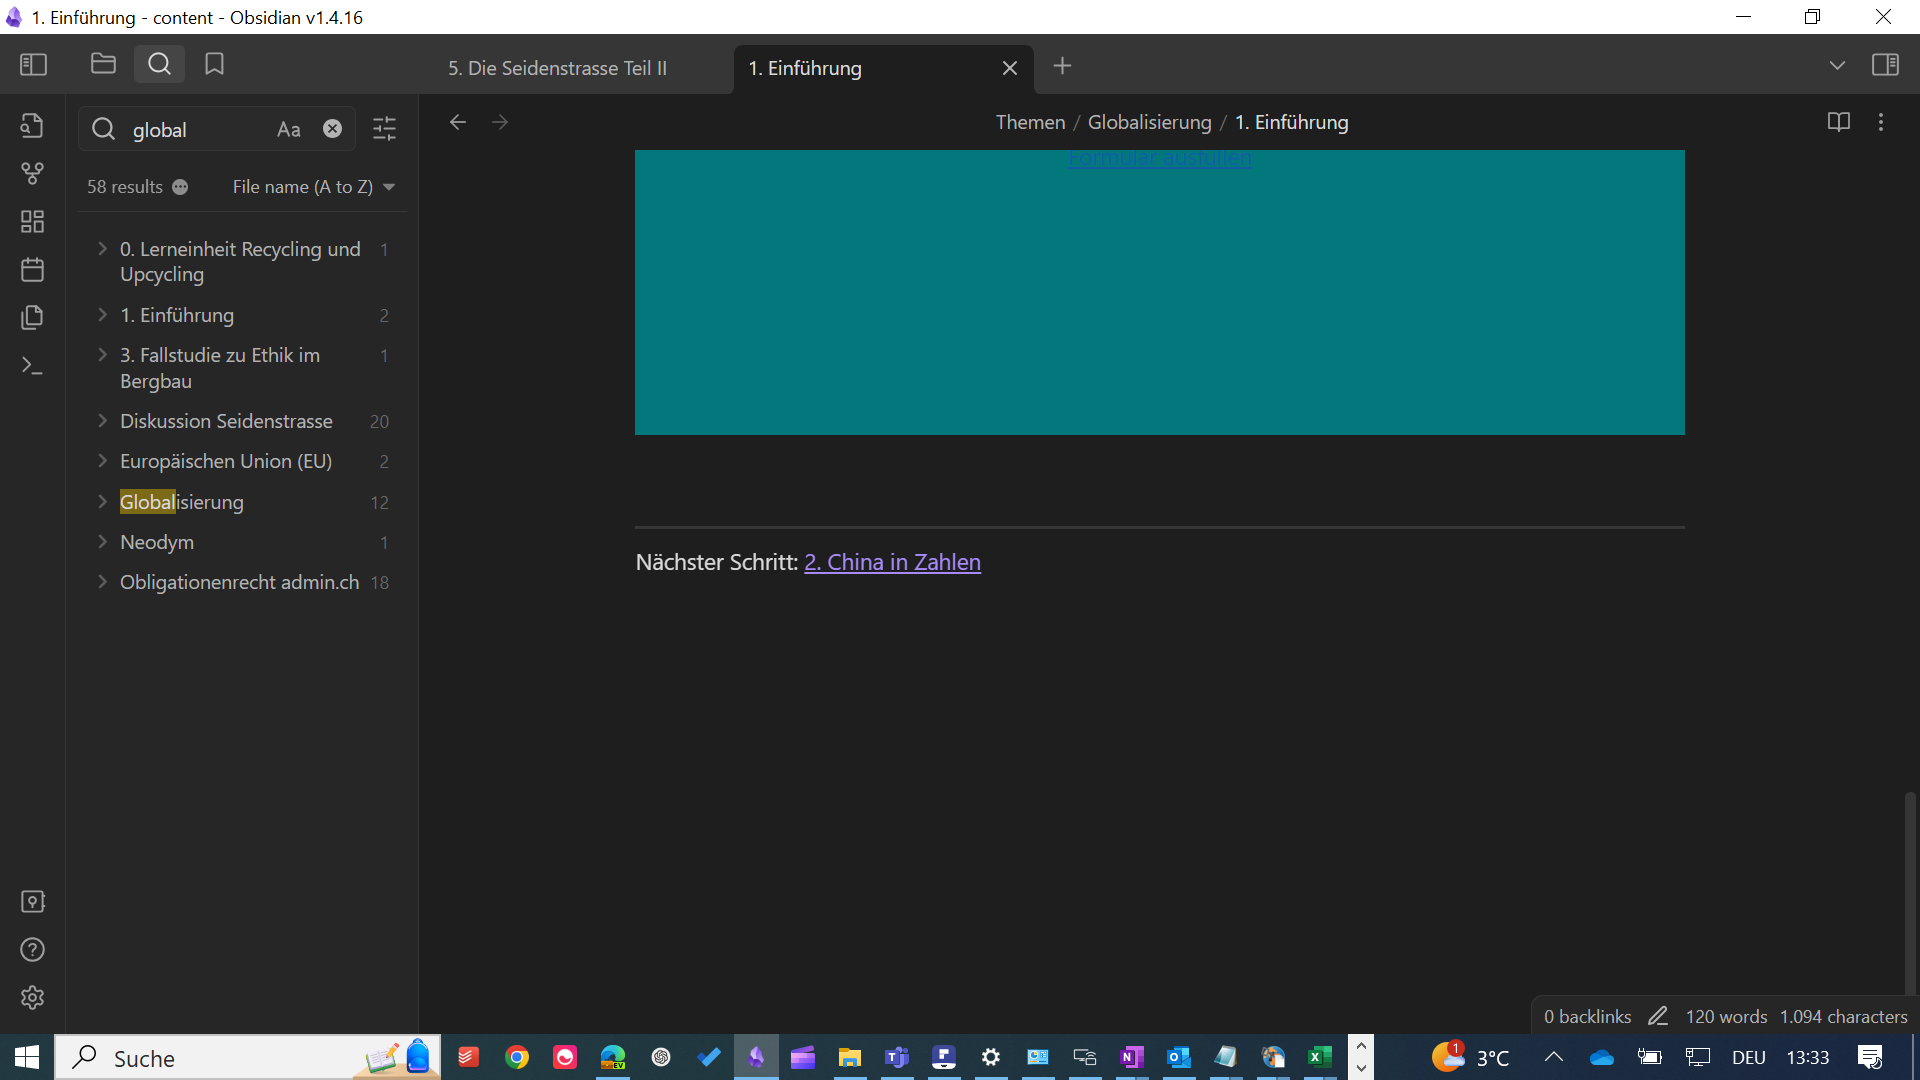 1. Einführung - content - Obsidian v1.4.16
5. Die Seidenstrasse Teil II
1. Einführung
global
Aa
Themen / Globalisierung / 1. Einführung
58 results
File name (A to Z)
Formular ausfüllen
0. Lerneinheit Recycling und 1
Upcycling
1. Einführung 2
3. Fallstudie zu Ethik im 1
Bergbau
Diskussion Seidenstrasse 20
Europäischen Union (EU) 2
Globalisierung 12
Neodym 1
Obligationenrecht admin.ch 18
Nächster Schritt: 2. China in Zahlen
0 backlinks 120 words 1.094 characters
Suche
EV
1
3°C
DEU
13:33